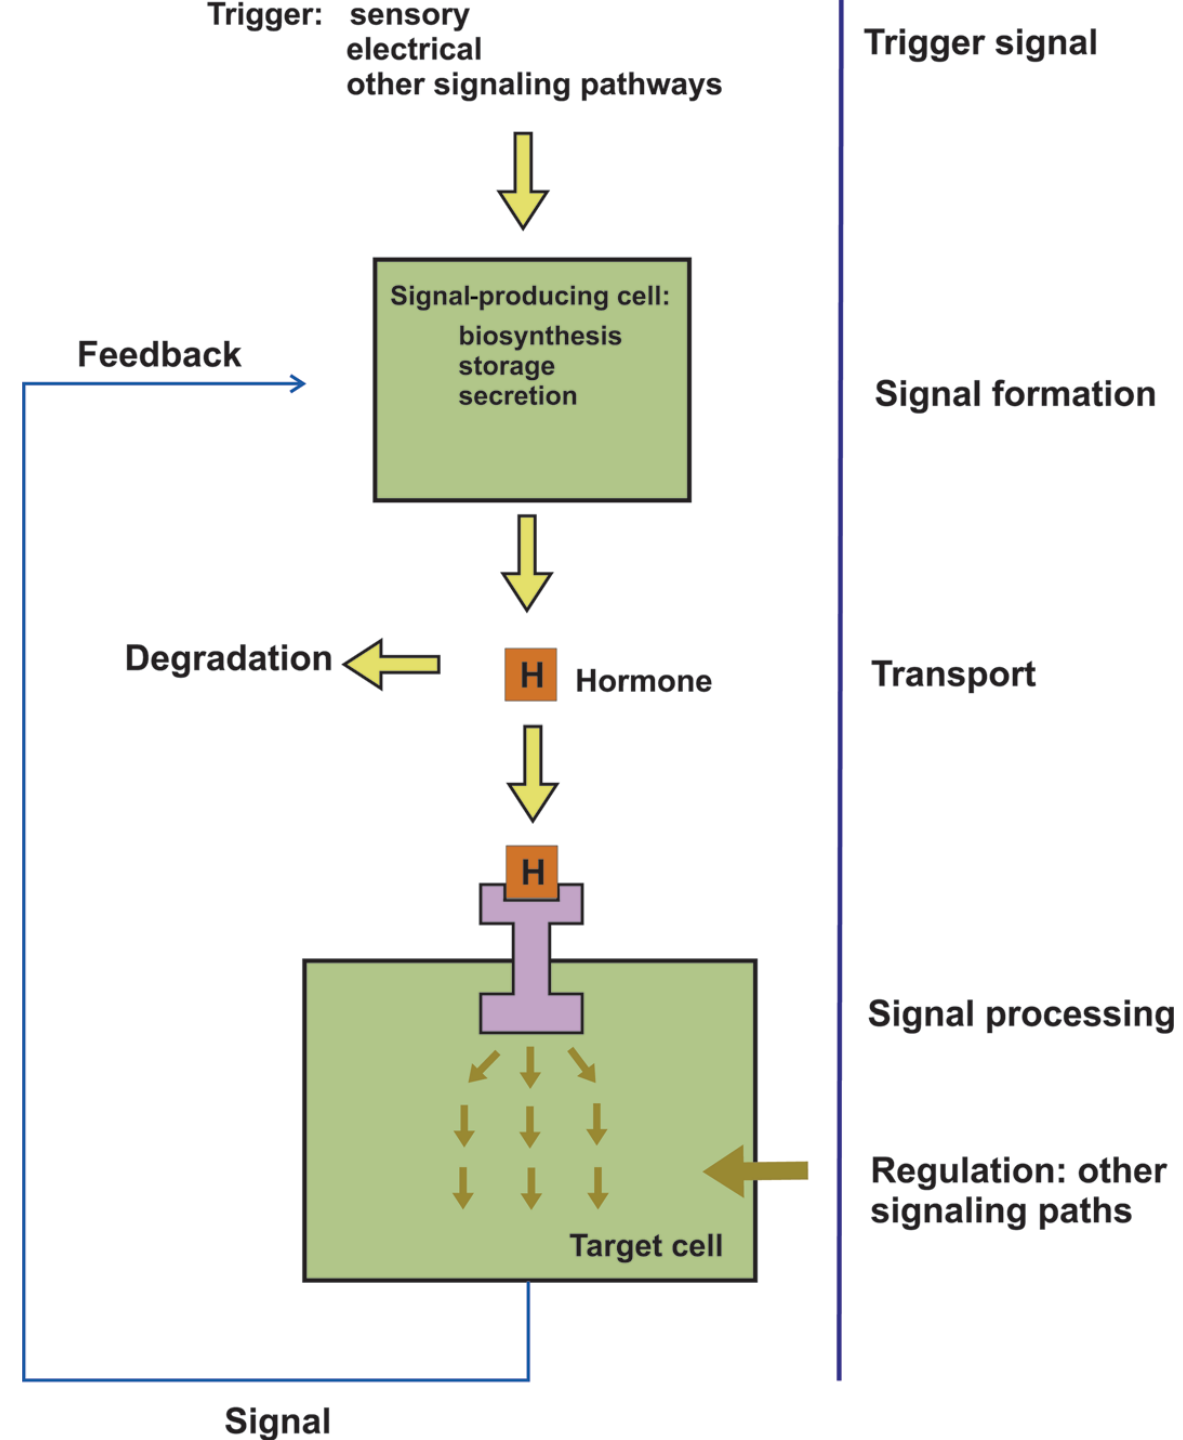 Trigger: sensory
electrical
other signaling pathways
Trigger signal
Signal-producing cell:
biosynthesis
storage
secretion
Feedback
Signal formation
Degradation
H
Hormone
Transport
H
Signal processing
Regulation: other
signaling paths
Target cell
Signal